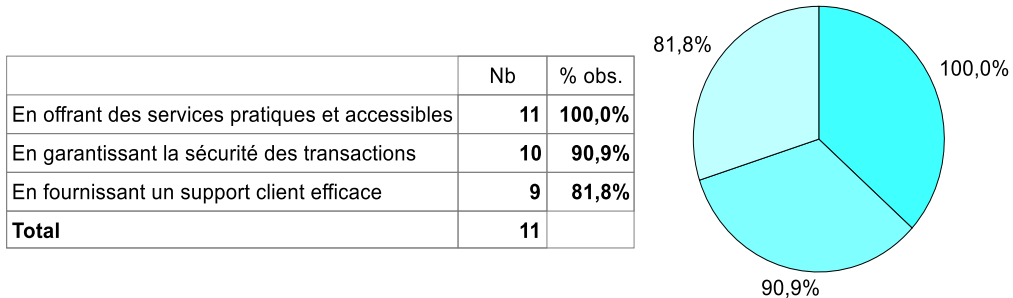 Nb % obs.
En offrant des services pratiques et accessibles 11 100,0%
En garantissant la sécurité des transactions 10 90,9%
En fournissant un support client efficace 9 81,8%
Total 11
81,8%
100,0%
90,9%